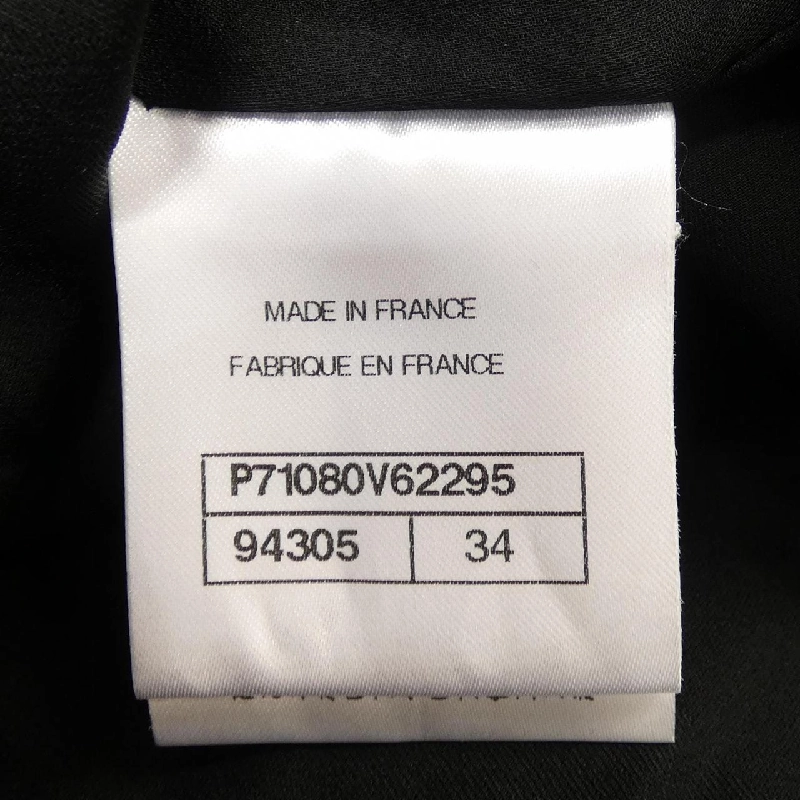 MADE IN FRANCE
FABRIQUE EN FRANCE
P71080V62295
94305 34